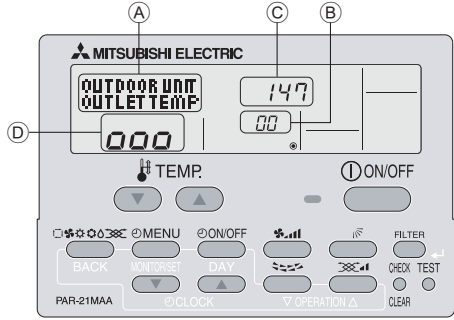 A
C
B
MITSUBISHI ELECTRIC
OUTDOOR UNIT
OUTLET TEMP
147
00
D
000
TEMP.
ON/OFF
MENU
ON/OFF
FILTER
BACK
MONITOR/SET
DAY
CHECK TEST
PAR-21MAA
CLOCK
▽ OPERATION △
CLEAR